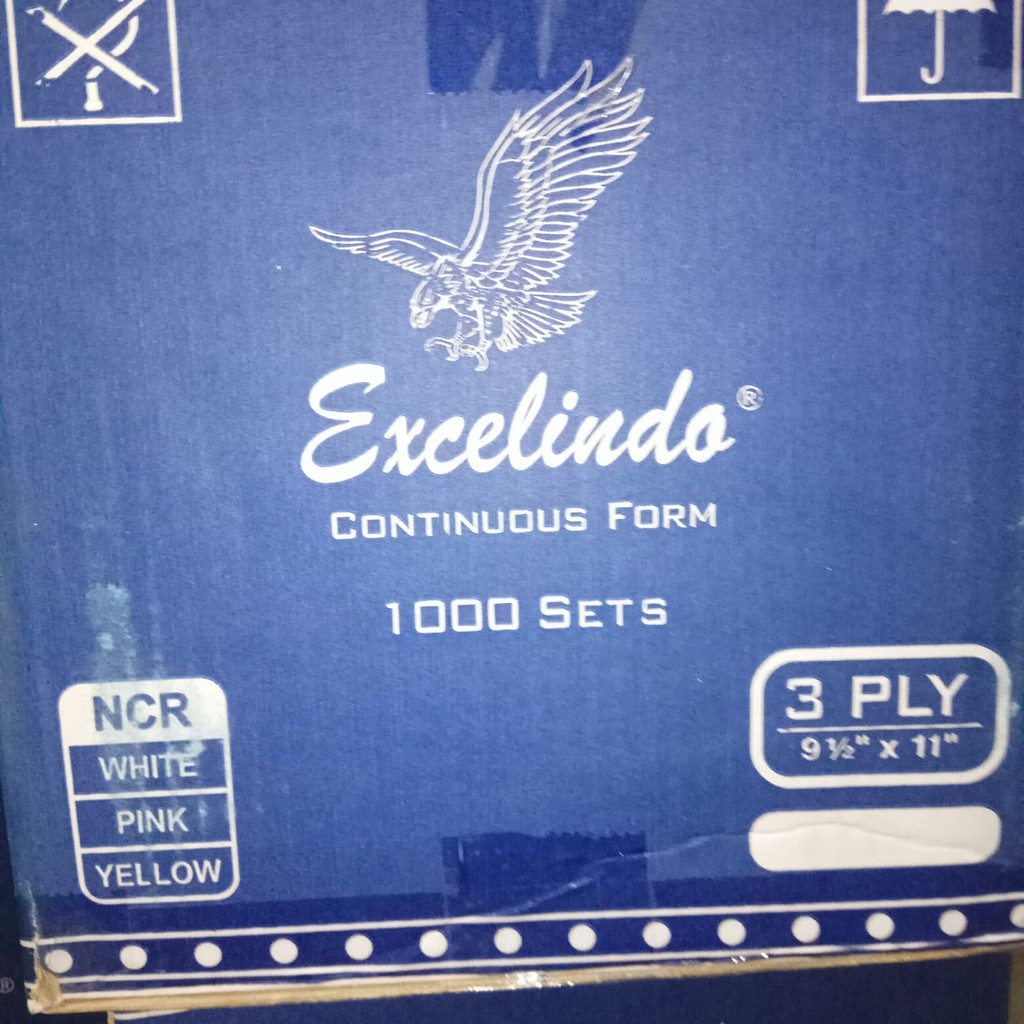 Excelindo®
CONTINUOUS FORM
1000 SETS
NCR
WHITE
PINK
YELLOW
3 PLY
9 ½" x 11"
®